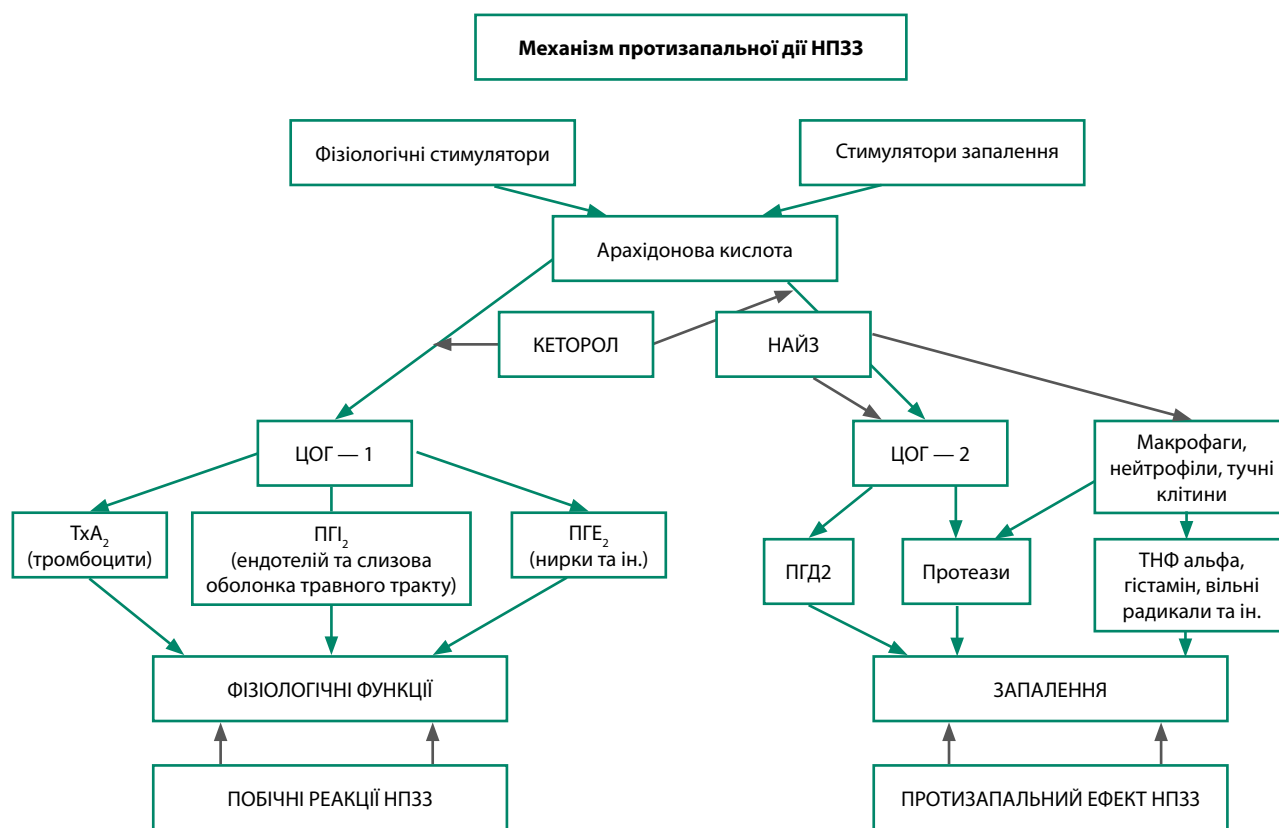 Механізм протизапальної дії НПЗЗ
Фізіологічні стимулятори
Стимулятори запалення
Арахідонова кислота
КЕТОРОЛ
НАЙЗ
ЦОГ — 1
ЦОГ — 2
Макрофаги,
нейтрофіли, тучні
клітини
TxA₂
(тромбоцити)
ПГI₂
(ендотелій та слизова
оболонка травного тракту)
ПГЕ₂
(нирки та ін.)
ПГД2
Протеази
ТНФ альфа,
гістамін, вільні
радикали та ін.
ФІЗІОЛОГІЧНІ ФУНКЦІЇ
ЗАПАЛЕННЯ
ПОБІЧНІ РЕАКЦІЇ НПЗЗ
ПРОТИЗАПАЛЬНИЙ ЕФЕКТ НПЗЗ